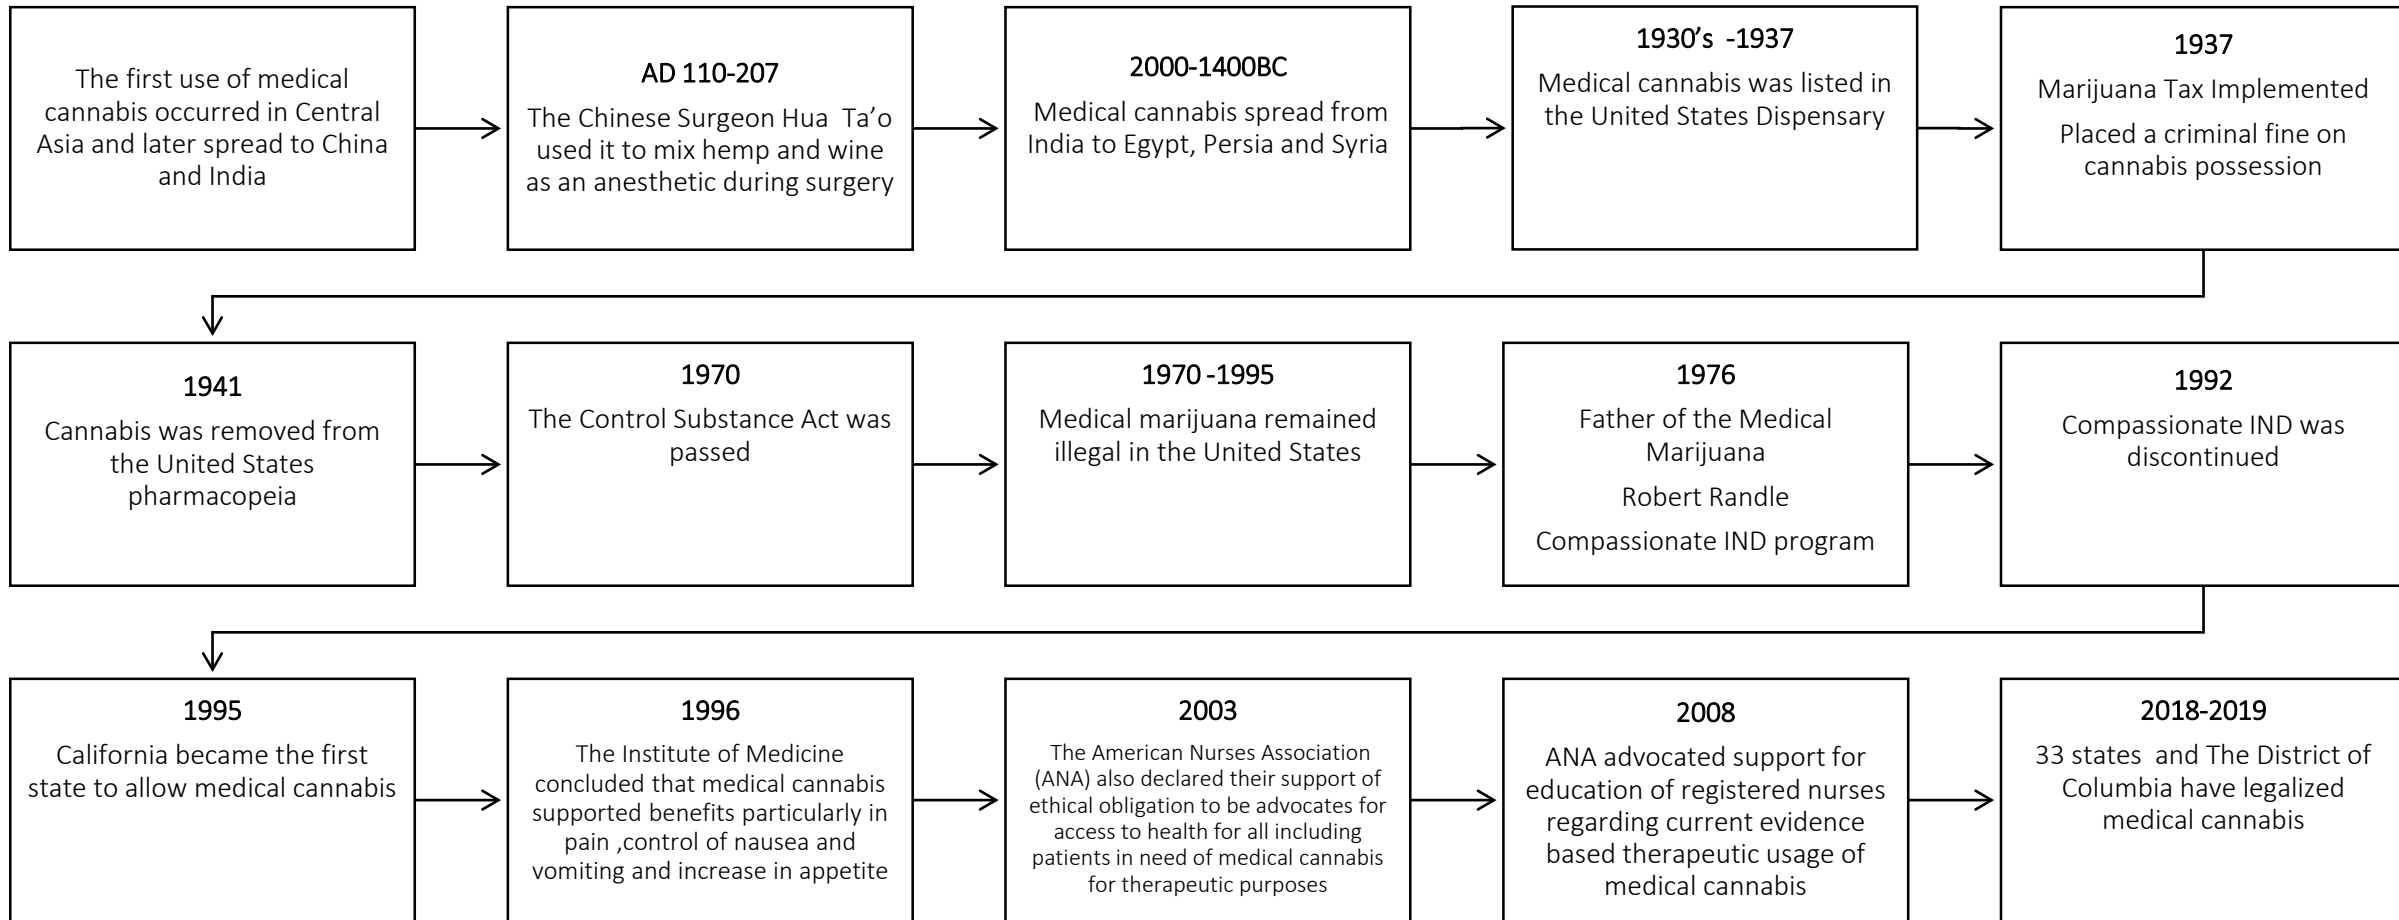 The first use of medical
cannabis occurred in Central
Asia and later spread to China
and India
AD 110-207
The Chinese Surgeon Hua Ta’o
used it to mix hemp and wine
as an anesthetic during surgery
2000-1400BC
Medical cannabis spread from
India to Egypt, Persia and Syria
1930’s -1937
Medical cannabis was listed in
the United States Dispensary
1937
Marijuana Tax Implemented
Placed a criminal fine on
cannabis possession
1941
Cannabis was removed from
the United States
pharmacopeia
1970
The Control Substance Act was
passed
1970 -1995
Medical marijuana remained
illegal in the United States
1976
Father of the Medical
Marijuana
Robert Randle
Compassionate IND program
1992
Compassionate IND was
discontinued
1995
California became the first
state to allow medical cannabis
1996
The Institute of Medicine
concluded that medical cannabis
supported benefits particularly in
pain ,control of nausea and
vomiting and increase in appetite
2003
The American Nurses Association
(ANA) also declared their support of
ethical obligation to be advocates for
access to health for all including
patients in need of medical cannabis
for therapeutic purposes
2008
ANA advocated support for
education of registered nurses
regarding current evidence
based therapeutic usage of
medical cannabis
2018-2019
33 states and The District of
Columbia have legalized
medical cannabis